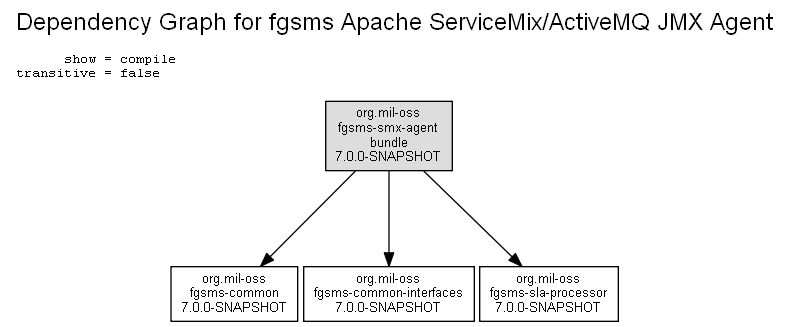 Dependency Graph for fgsms Apache ServiceMix/ActiveMQ JMX Agent
show = compile
transitive = false
org.mil-oss
fgsms-smx-agent
bundle
7.0.0-SNAPSHOT
org.mil-oss
fgsms-common
7.0.0-SNAPSHOT
org.mil-oss
fgsms-common-interfaces
7.0.0-SNAPSHOT
org.mil-oss
fgsms-sla-processor
7.0.0-SNAPSHOT